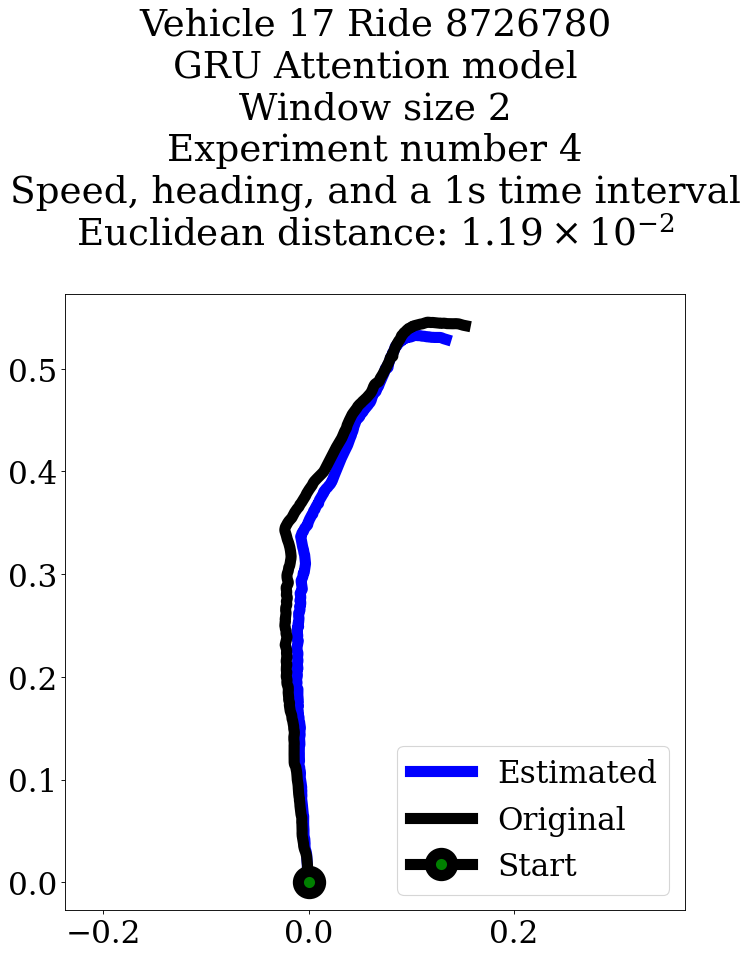 Vehicle 17 Ride 8726780
GRU Attention model
Window size 2
Experiment number 4
Speed, heading, and a 1s time interval
Euclidean distance: 1.19 × 10⁻²
0.5
0.4
0.3
0.2
0.1
0.0
Estimated
Original
Start
−0.2
0.0
0.2